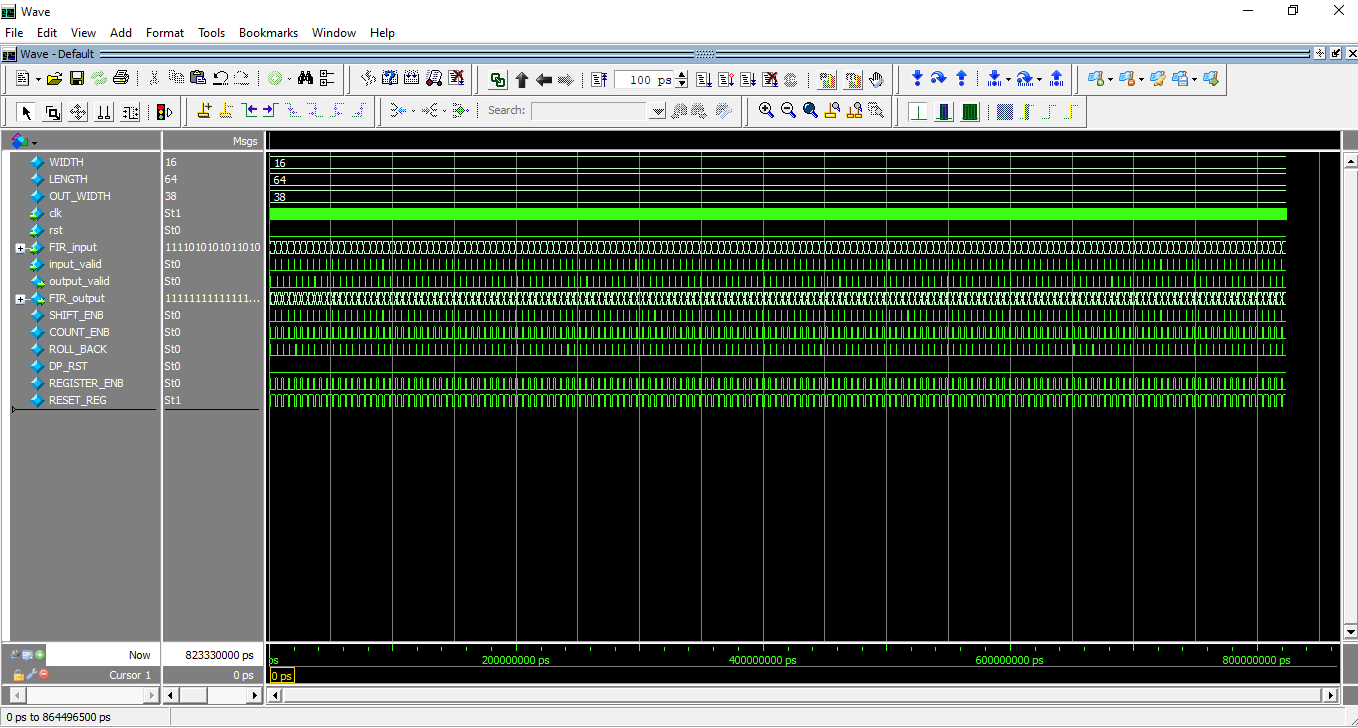 Wave
File Edit View Add Format Tools Bookmarks Window Help
Wave - Default
100 ps
Search:
Msgs
WIDTH 16 16
LENGTH 64 64
OUT_WIDTH 38 38
clk St1
rst St0
FIR_input 1111010101011010
input_valid St0
output_valid St0
FIR_output 11111111111111...
SHIFT_ENB St0
COUNT_ENB St0
ROLL_BACK St0
DP_RST St0
REGISTER_ENB St0
RESET_REG St1
Now 823330000 ps ps 200000000 ps 400000000 ps 600000000 ps 800000000 ps
Cursor 1 0 ps 0 ps
0 ps to 864496500 ps